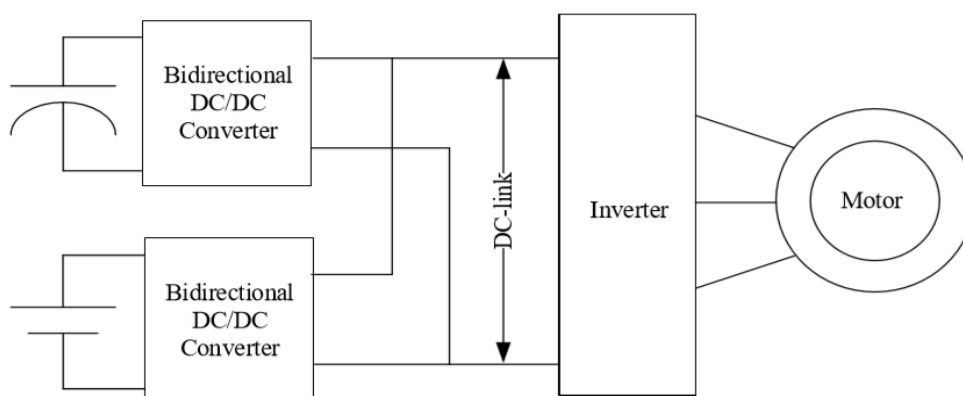 Bidirectional
DC/DC
Converter
Bidirectional
DC/DC
Converter
DC-link
Inverter
Motor